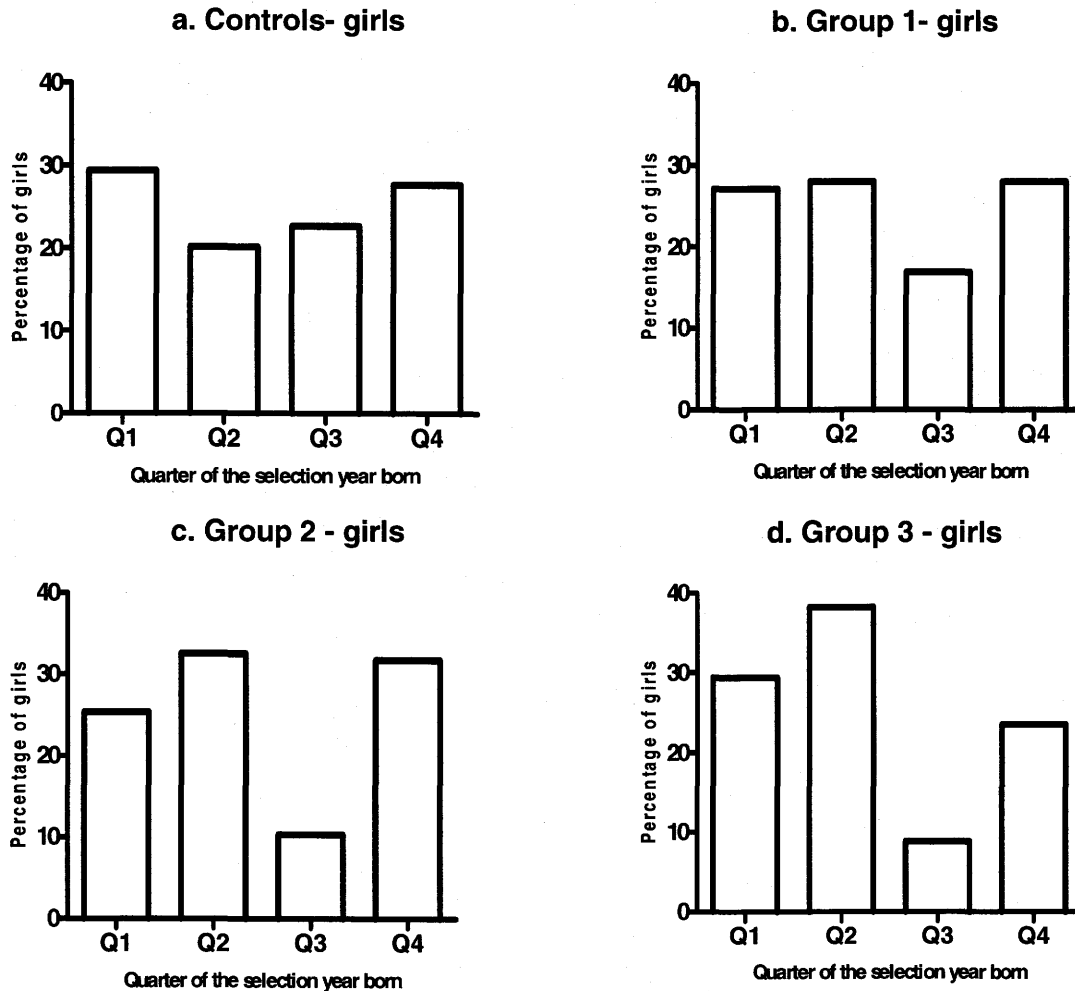 a. Controls- girls
40
30
20
10
0
Percentage of girls
Q1 Q2 Q3 Q4
Quarter of the selection year born
b. Group 1- girls
40
30
20
10
0
Percentage of girls
Q1 Q2 Q3 Q4
Quarter of the selection year born
c. Group 2 - girls
40
30
20
10
0
Percentage of girls
Q1 Q2 Q3 Q4
Quarter of the selection year born
d. Group 3 - girls
40
30
20
10
0
Percentage of girls
Q1 Q2 Q3 Q4
Quarter of the selection year born